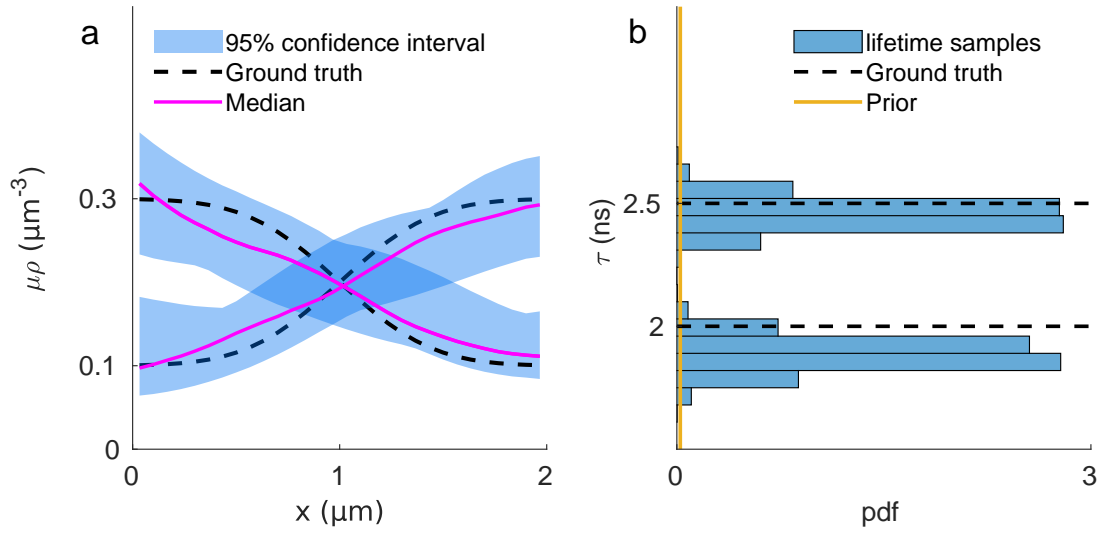 a
95% confidence interval
Ground truth
Median
μρ (μm⁻³)
0.3
0.1
0
0
1
2
x (μm)
b
lifetime samples
Ground truth
Prior
τ (ns)
2.5
2
0
3
pdf